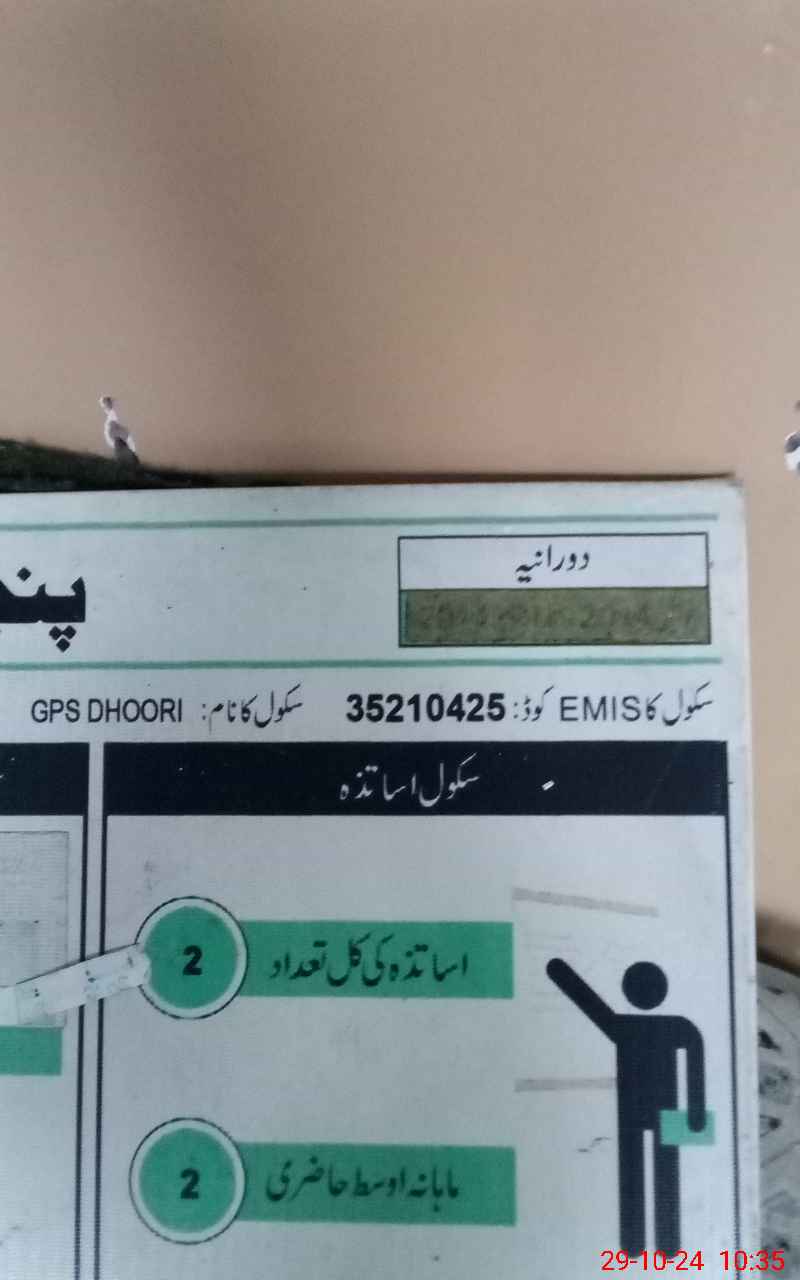 پنج
دورانیہ
سکول کا EMIS کوڈ: 35210425 سکول کا نام: GPS DHOORI
سکول اساتذہ
اساتذہ کی کل تعداد 2
ماہانہ اوسط حاضری 2
29-10-24 10:35